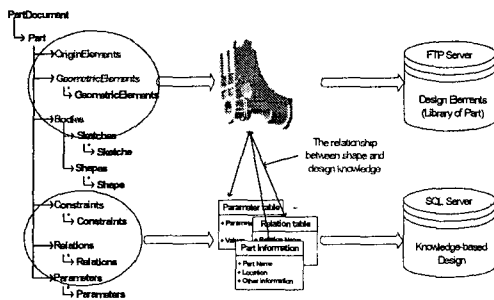 PartDocument
Part
OriginElements
GeometricElements
GeometricElements
Bodies
Sketches
Sketche
Shapes
Shape
Constraints
Constraints
Relations
Relations
Parameters
Parameters
The relationship
between shape and
design knowledge
Parameter table
Relation table
Part Information
+ Part Name
+ Location
+ Other information
FTP Server
Design Elements
(Library of Part)
SQL Server
Knowledge-based
Design